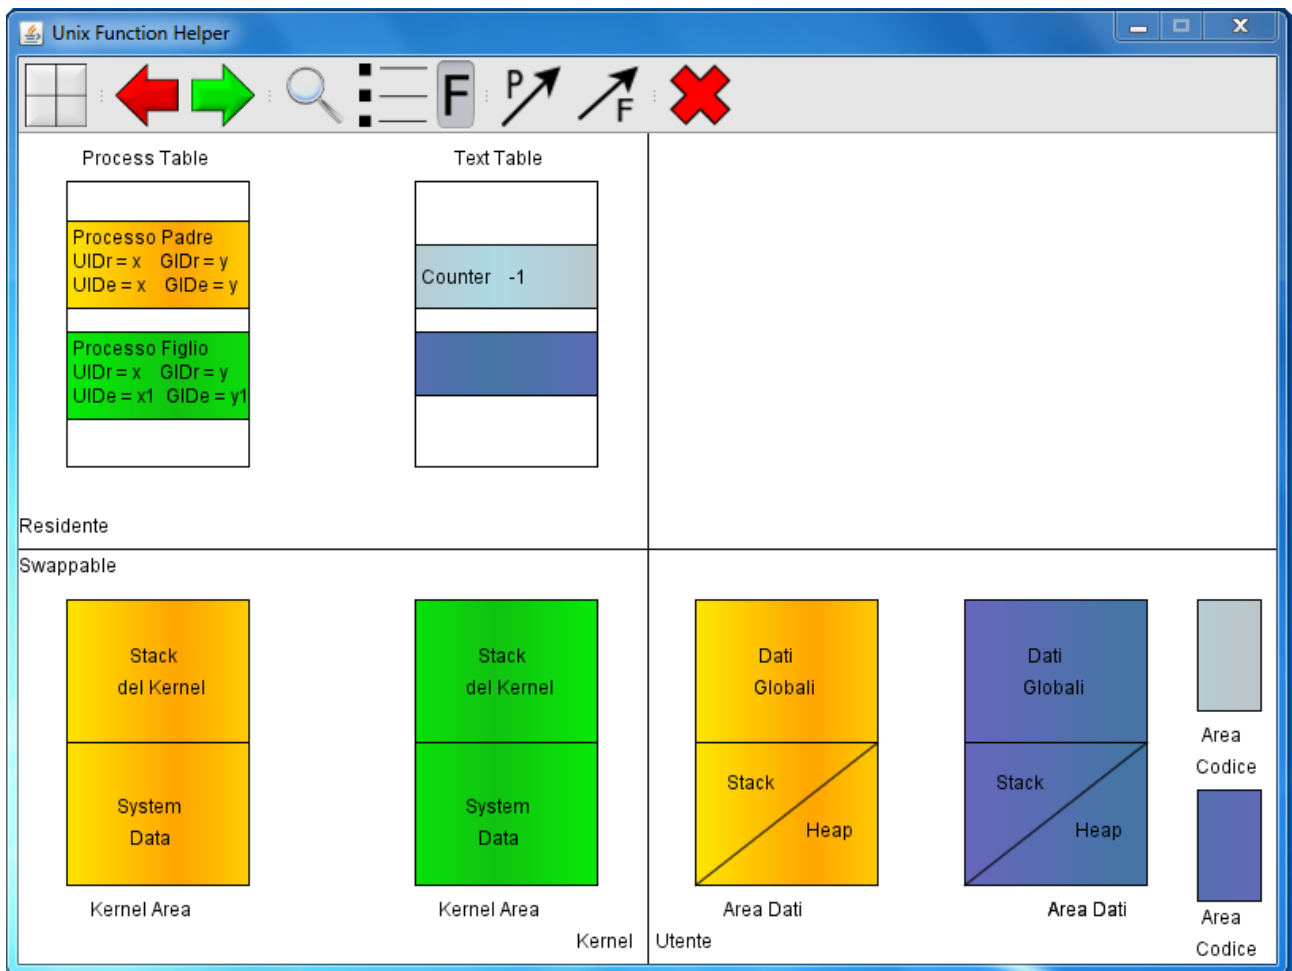 Unix Function Helper
F
P
F
Process Table
Text Table
Processo Padre
UIDr = x GIDr = y
UIDe = x GIDe = y
Counter -1
Processo Figlio
UIDr = x GIDr = y
UIDe = x1 GIDe = y1
Residente
Swappable
Stack
del Kernel
System
Data
Kernel Area
Stack
del Kernel
System
Data
Kernel Area
Kernel
Dati
Globali
Stack
Heap
Area Dati
Utente
Dati
Globali
Stack
Heap
Area Dati
Area
Codice
Area
Codice